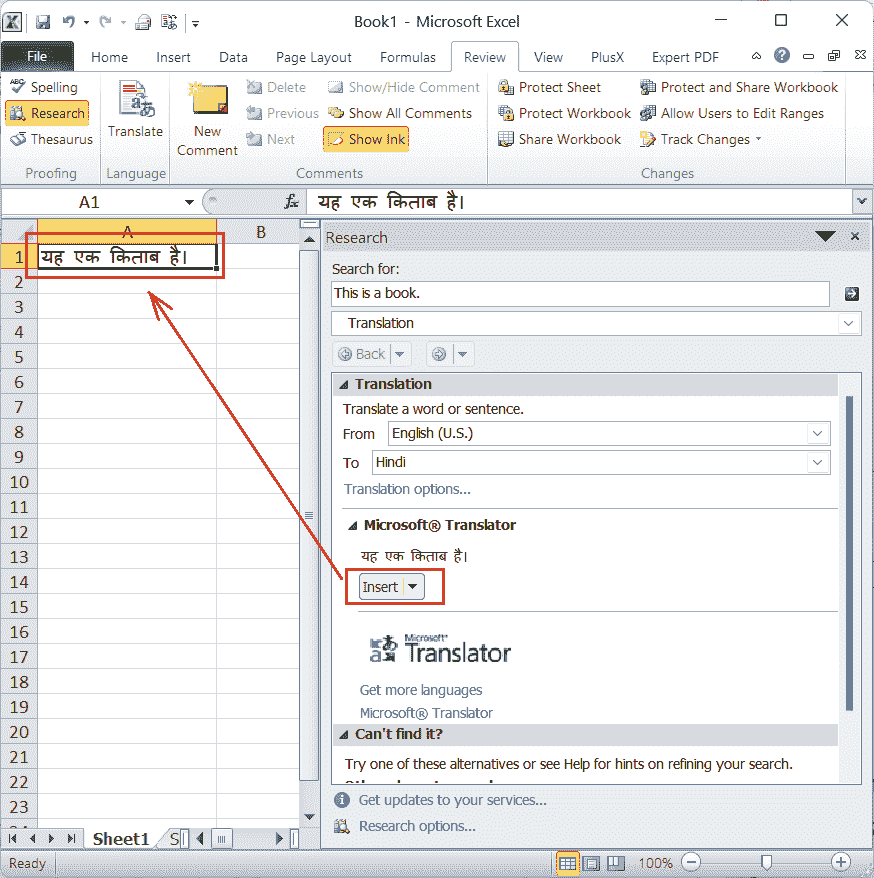 Book1 - Microsoft Excel
File Home Insert Data Page Layout Formulas Review View PlusX Expert PDF
ABC Spelling Delete Show/Hide Comment Protect Sheet Protect and Share Workbook
Research Translate New Comment Previous Show All Comments Protect Workbook Allow Users to Edit Ranges
Thesaurus Next Show Ink Share Workbook Track Changes
Proofing Language Comments Changes
A1 fx यह एक किताब है।
A B
1 यह एक किताब है।
2
3
4
5
6
7
8
9
10
11
12
13
14
15
16
17
18
19
20
21
22
23
Research
Search for:
This is a book.
Translation
Back
Translation
Translate a word or sentence.
From English (U.S.)
To Hindi
Translation options...
Microsoft® Translator
यह एक किताब है।
Insert
Microsoft®
Translator
Get more languages
Microsoft® Translator
Can't find it?
Try one of these alternatives or see Help for hints on refining your search.
Get updates to your services...
Research options...
Sheet1 S
Ready 100%